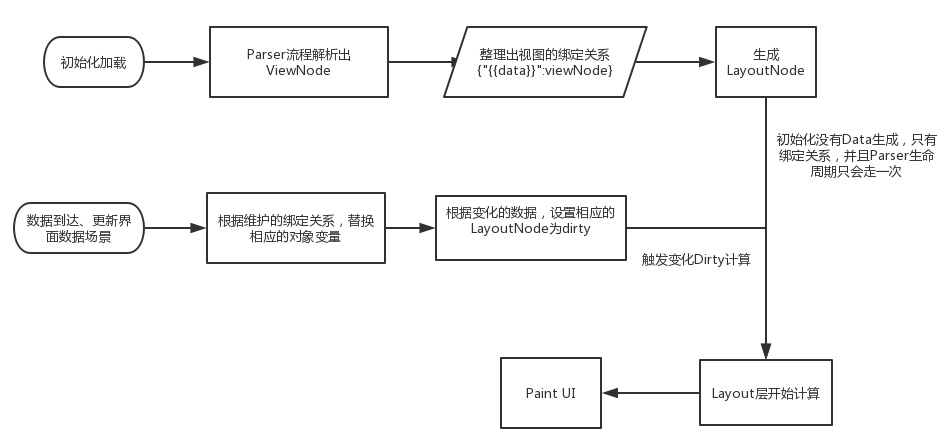 初始化加载
Parser流程解析出
ViewNode
整理出视图的绑定关系
{"{{data}}":viewNode}
生成
LayoutNode
初始化没有Data生成，只有
绑定关系，并且Parser生命
周期只会走一次
数据到达、更新界
面数据场景
根据维护的绑定关系，替换
相应的对象变量
根据变化的数据，设置相应的
LayoutNode为dirty
触发变化Dirty计算
Paint UI
Layout层开始计算